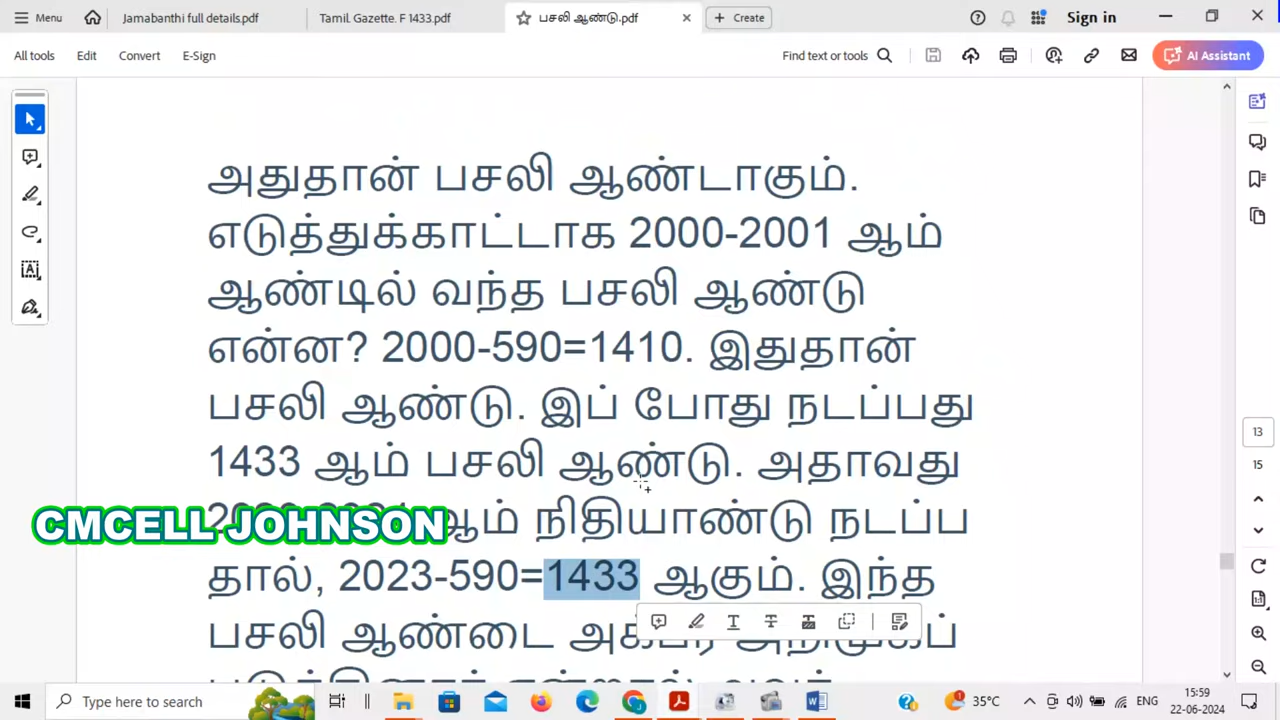 Menu
Jamabanthi full details.pdf
Tamil. Gazette. F 1433.pdf
பசலி ஆண்டு.pdf
Create
Sign in
All tools
Edit
Convert
E-Sign
Find text or tools
AI Assistant
அதுதான் பசலி ஆண்டாகும்.
எடுத்துக்காட்டாக 2000-2001 ஆம்
ஆண்டில் வந்த பசலி ஆண்டு
என்ன? 2000-590=1410. இதுதான்
பசலி ஆண்டு. இப் போது நடப்பது
1433 ஆம் பசலி ஆண்டு. அதாவது
ஆம் நிதியாண்டு நடப்ப
CMCELL JOHNSON
தால், 2023-590=1433 ஆகும். இந்த
பசலி ஆண்டை
13
15
Type here to search
35°C
ENG
15:59
22-06-2024